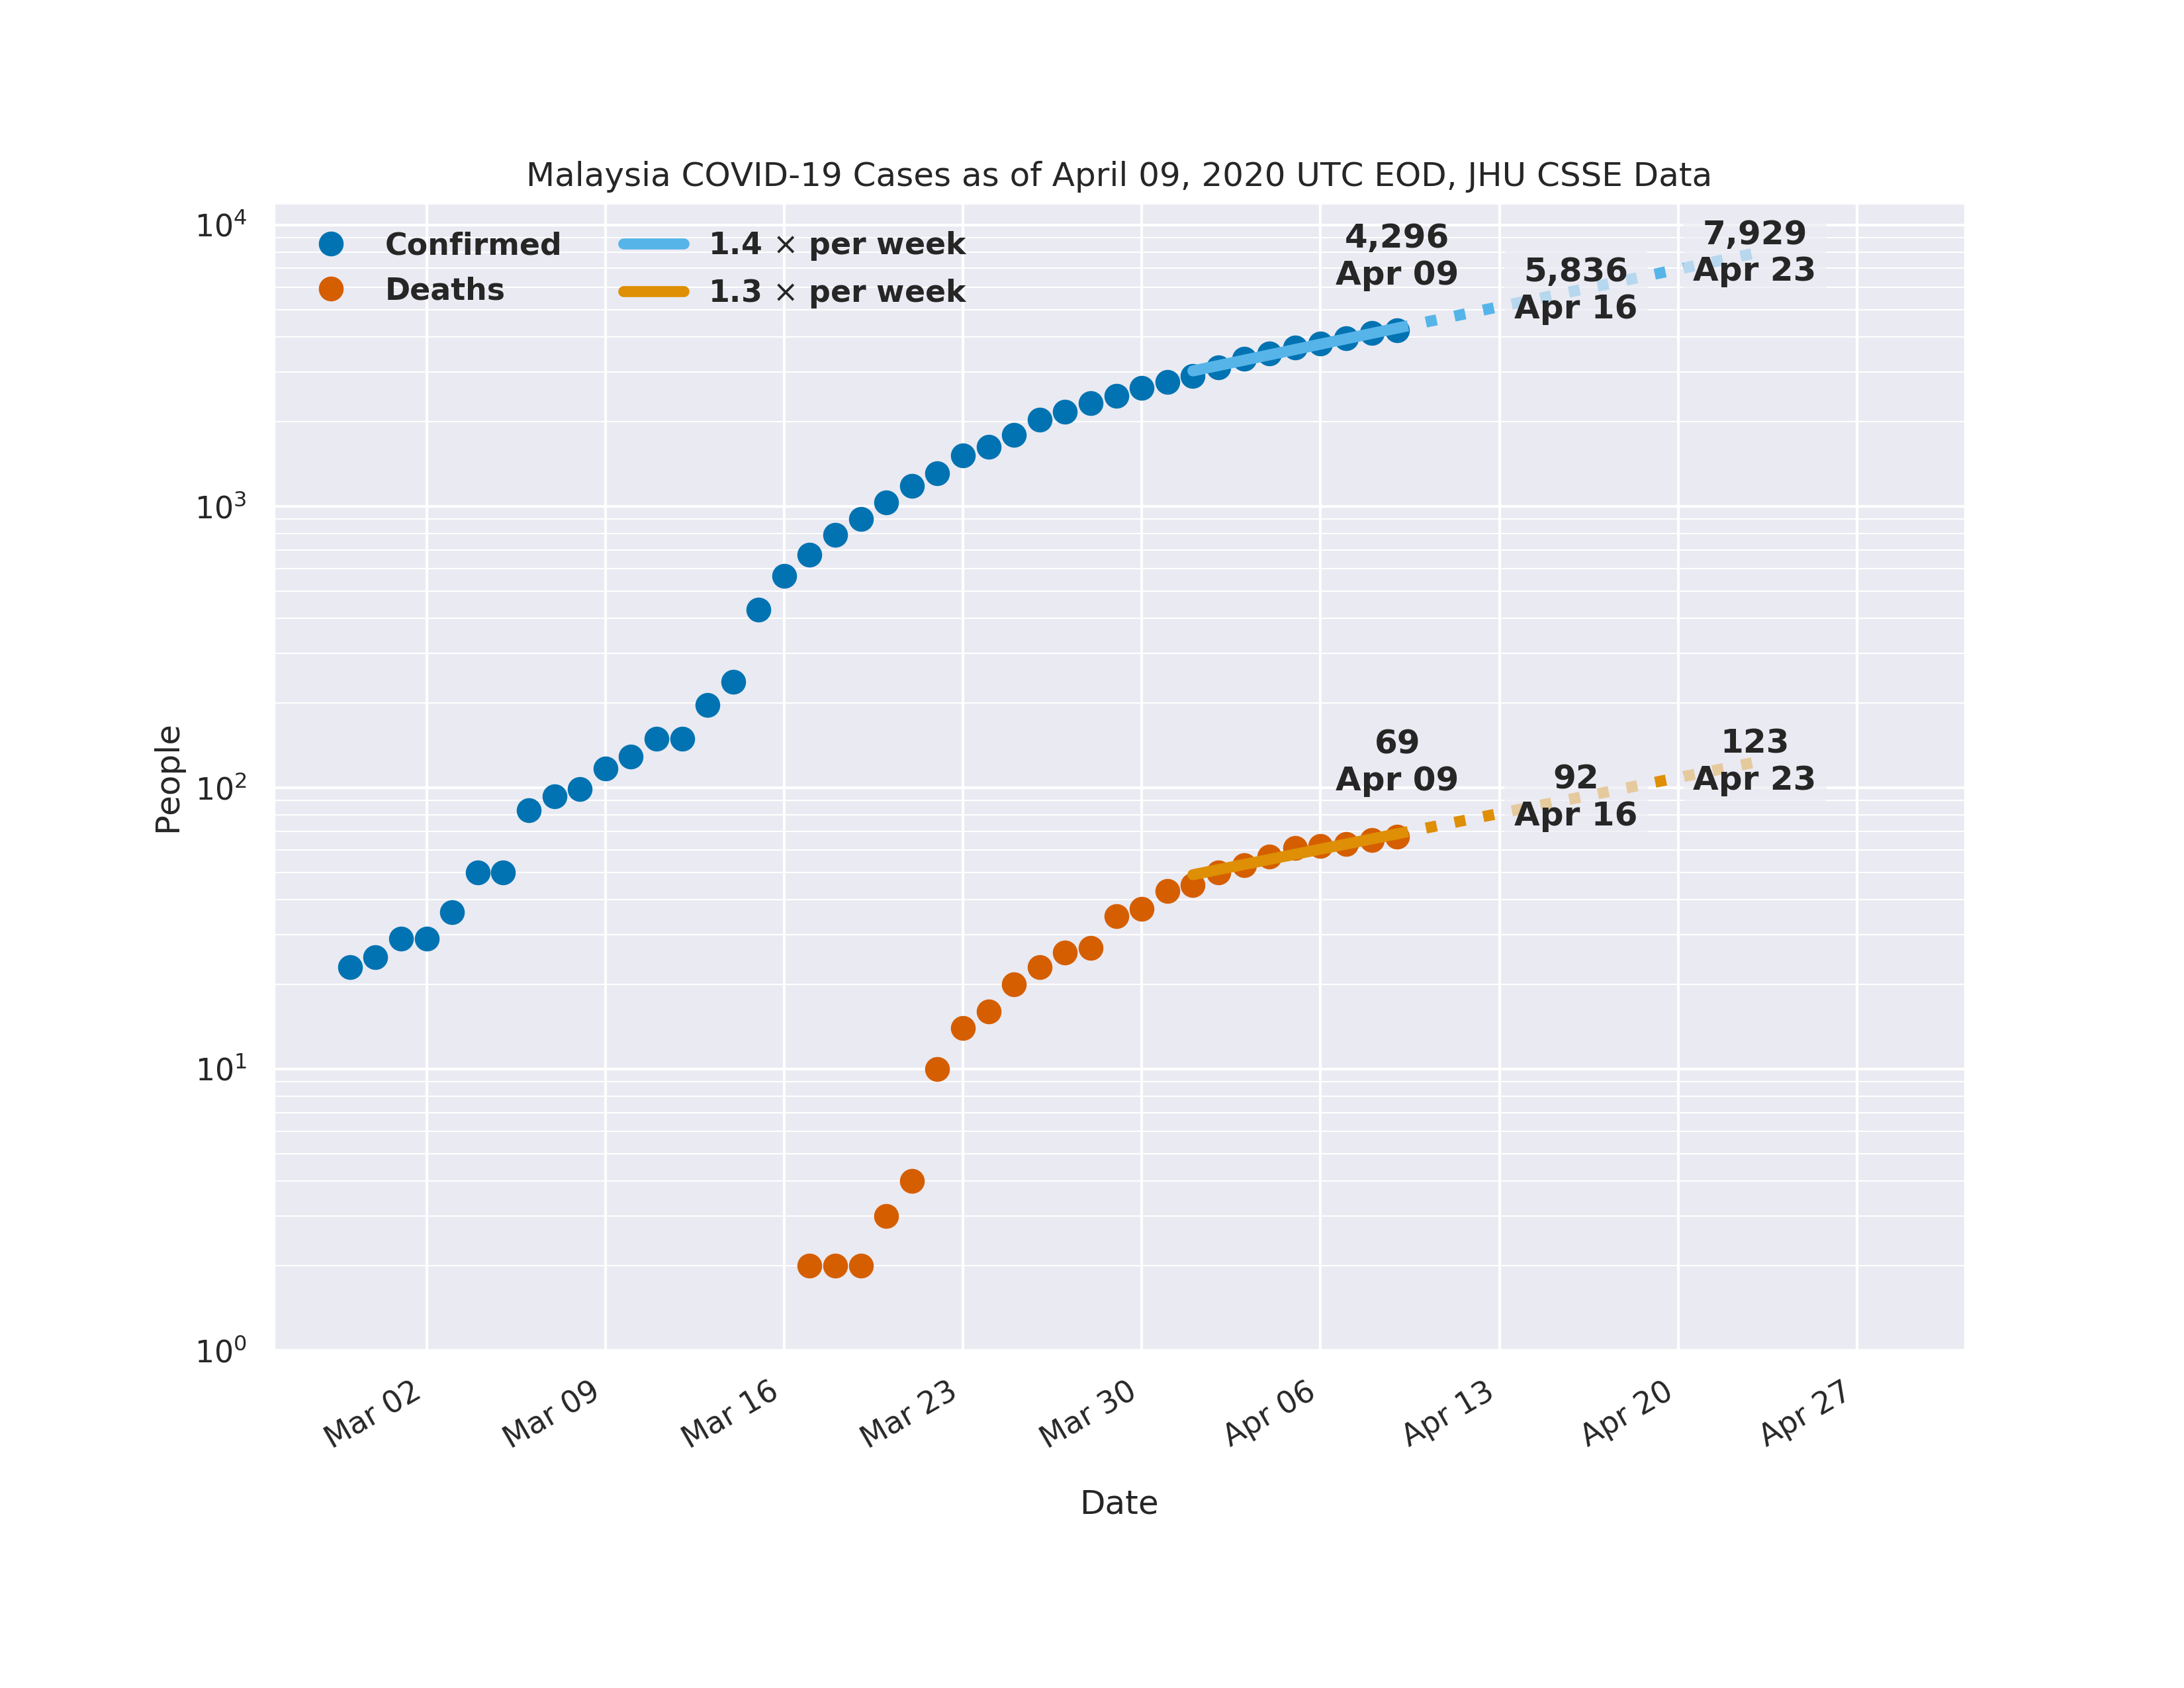 Malaysia COVID-19 Cases as of April 09, 2020 UTC EOD, JHU CSSE Data
Confirmed
Deaths
1.4 × per week
1.3 × per week
4,296
Apr 09
5,836
Apr 16
7,929
Apr 23
69
Apr 09
92
Apr 16
123
Apr 23
People
10⁴
10³
10²
10¹
10⁰
Mar 02
Mar 09
Mar 16
Mar 23
Mar 30
Apr 06
Apr 13
Apr 20
Apr 27
Date